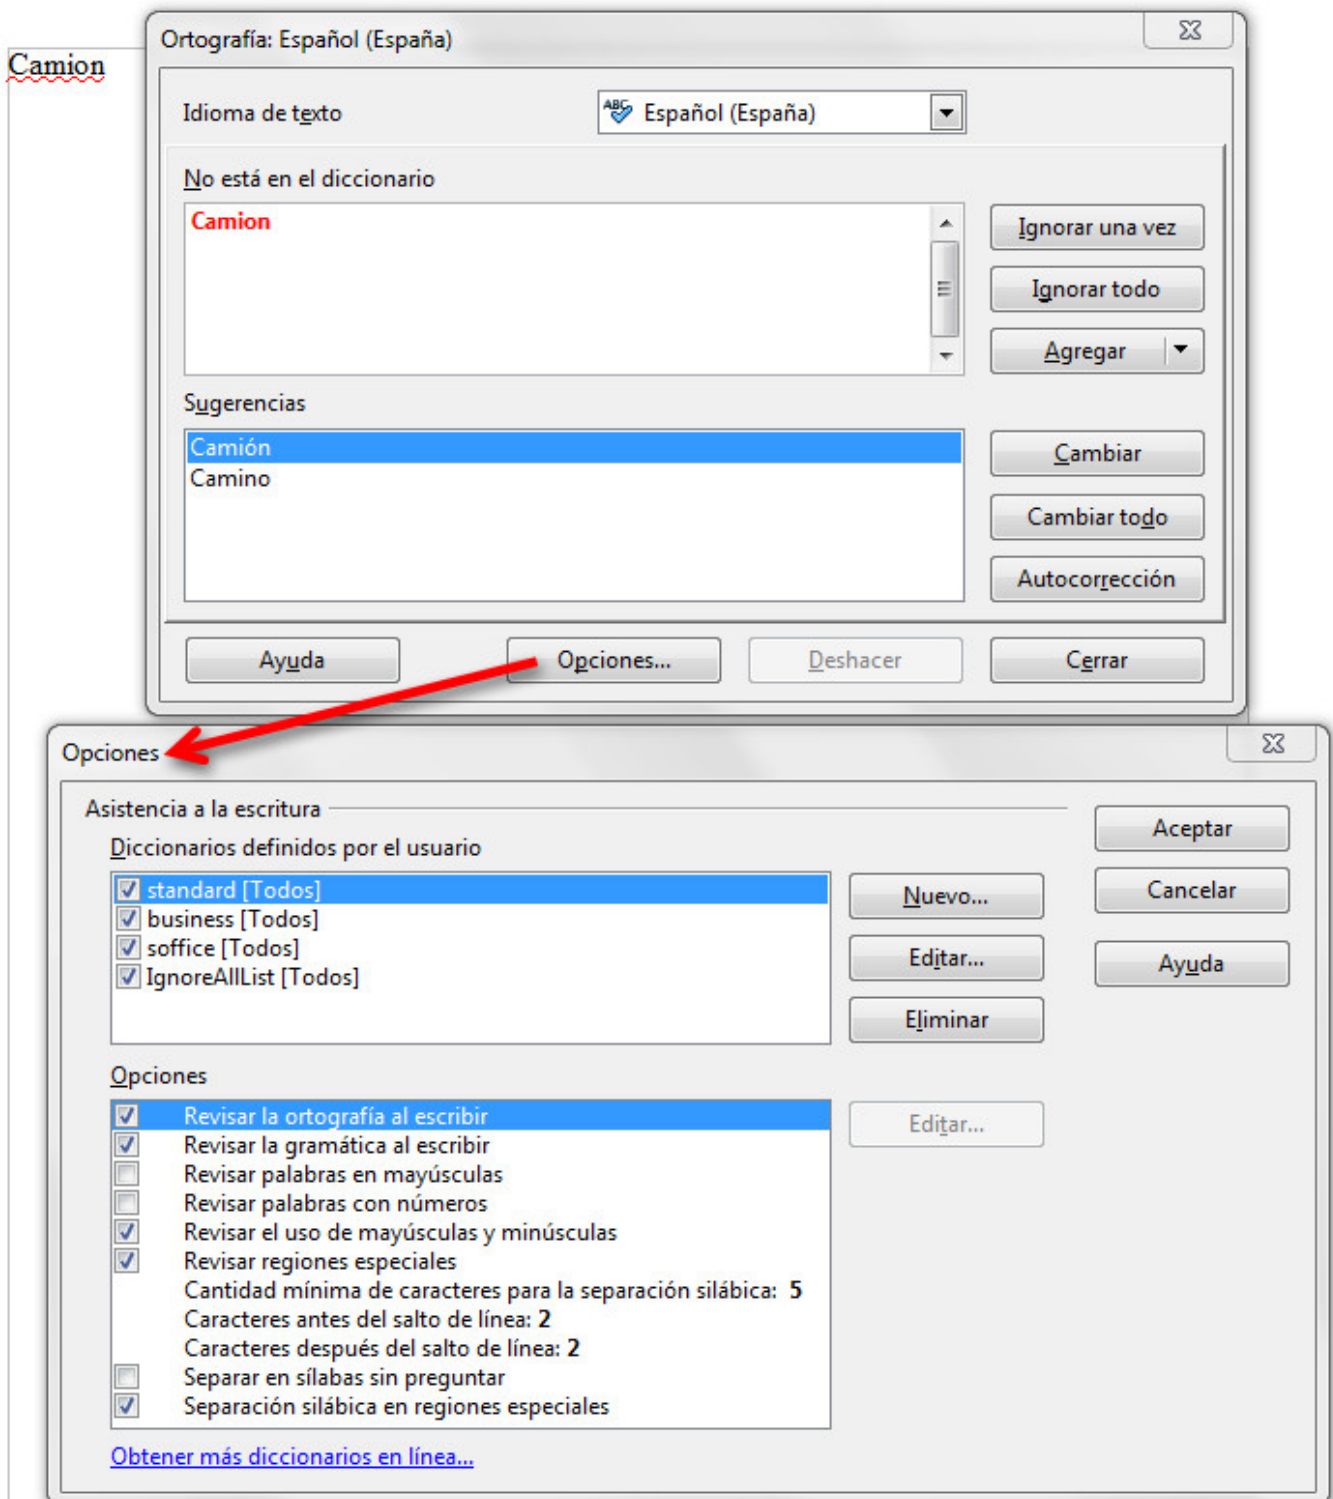 Camion
Ortografía: Español (España)
Idioma de texto
ABC Español (España)
No está en el diccionario
Camion
Ignorar una vez
Ignorar todo
Agregar
Sugerencias
Camión
Camino
Cambiar
Cambiar todo
Autocorrección
Ayuda
Opciones...
Deshacer
Cerrar
Opciones
Asistencia a la escritura
Diccionarios definidos por el usuario
standard [Todos]
business [Todos]
soffice [Todos]
IgnoreAllList [Todos]
Nuevo...
Editar...
Eliminar
Aceptar
Cancelar
Ayuda
Opciones
Revisar la ortografía al escribir
Revisar la gramática al escribir
Revisar palabras en mayúsculas
Revisar palabras con números
Revisar el uso de mayúsculas y minúsculas
Revisar regiones especiales
Cantidad mínima de caracteres para la separación silábica: 5
Caracteres antes del salto de línea: 2
Caracteres después del salto de línea: 2
Separar en sílabas sin preguntar
Separación silábica en regiones especiales
Editar...
Obtener más diccionarios en línea...